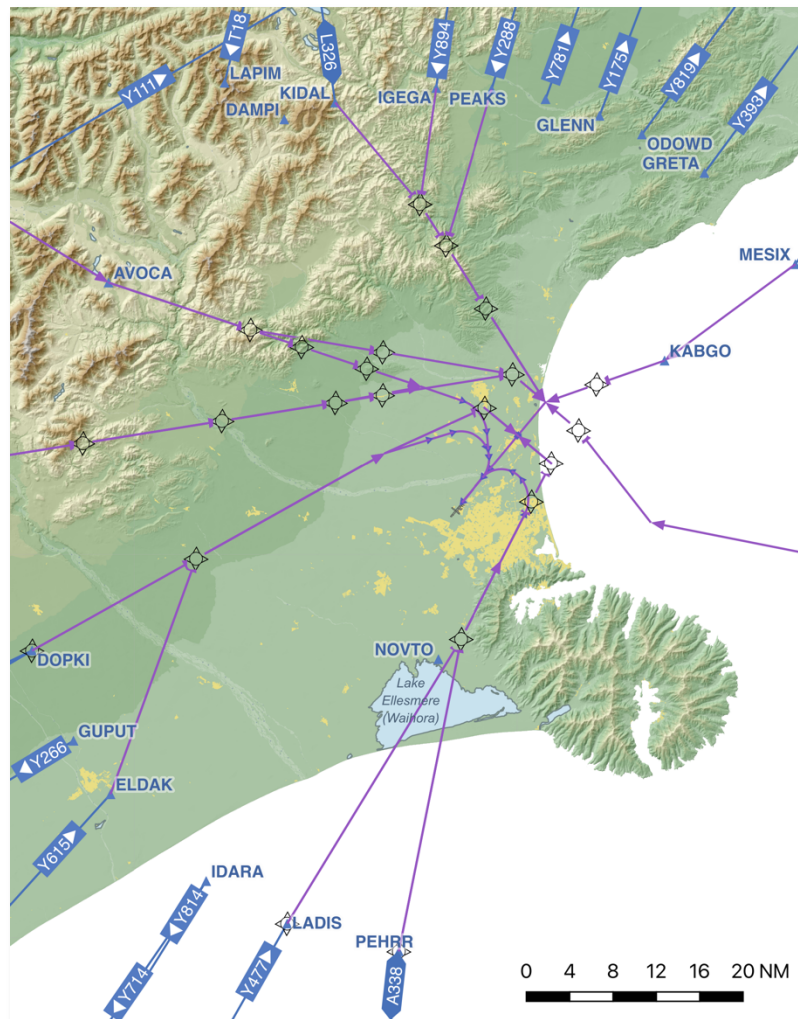 T18
L326
Y894
Y288
Y781
Y175
Y819
Y393
Y111
LAPIM
KIDAL
IGEGA
PEAKS
DAMPI
GLENN
ODOWD
GRETA
MESIX
AVOCA
KABGO
NOVTO
DOPKI
Lake
Ellesmere
(Waihora)
GUPUT
Y266
ELDAK
Y615
IDARA
Y814
LADIS
PEHRR
Y714
Y477
A338
0 4 8 12 16 20 NM